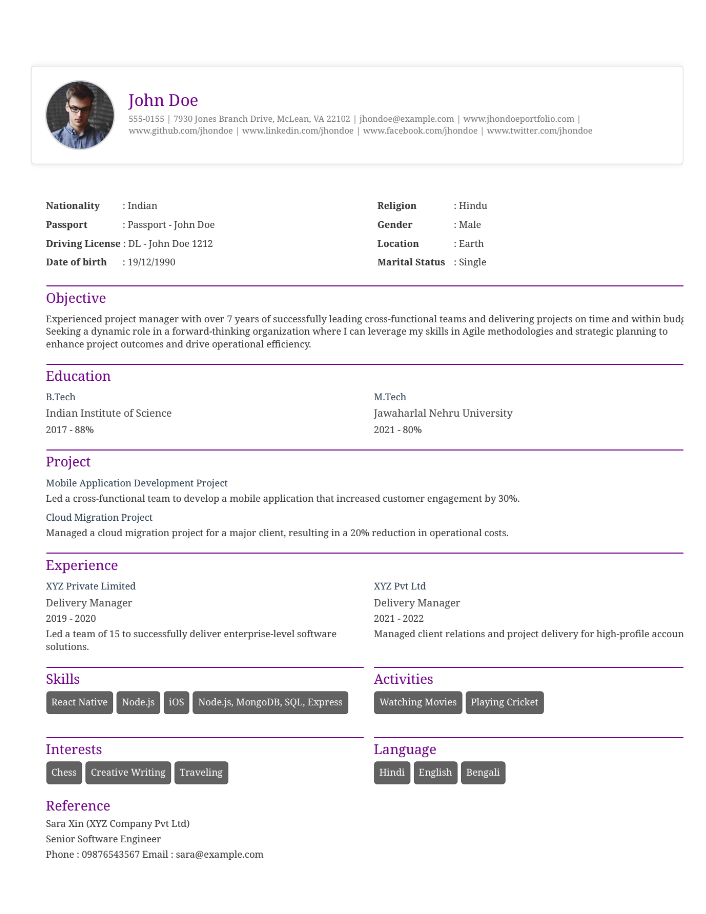 John Doe
555-0155 | 7930 Jones Branch Drive, McLean, VA 22102 | jhondoe@example.com | www.jhondoeportfolio.com |
www.github.com/jhondoe | www.linkedin.com/jhondoe | www.facebook.com/jhondoe | www.twitter.com/jhondoe
Nationality : Indian
Passport : Passport - John Doe
Driving License : DL - John Doe 1212
Date of birth : 19/12/1990
Religion : Hindu
Gender : Male
Location : Earth
Marital Status : Single
Objective
Experienced project manager with over 7 years of successfully leading cross-functional teams and delivering projects on time and within
Seeking a dynamic role in a forward-thinking organization where I can leverage my skills in Agile methodologies and strategic planning to
enhance project outcomes and drive operational efficiency.
Education
B.Tech
Indian Institute of Science
2017 - 88%
M.Tech
Jawaharlal Nehru University
2021 - 80%
Project
Mobile Application Development Project
Led a cross-functional team to develop a mobile application that increased customer engagement by 30%.
Cloud Migration Project
Managed a cloud migration project for a major client, resulting in a 20% reduction in operational costs.
Experience
XYZ Private Limited
Delivery Manager
2019 - 2020
Led a team of 15 to successfully deliver enterprise-level software
solutions.
XYZ Pvt Ltd
Delivery Manager
2021 - 2022
Managed client relations and project delivery for high-profile accoun
Skills
React Native Node.js iOS Node.js, MongoDB, SQL, Express
Activities
Watching Movies Playing Cricket
Interests
Chess Creative Writing Traveling
Language
Hindi English Bengali
Reference
Sara Xin (XYZ Company Pvt Ltd)
Senior Software Engineer
Phone : 09876543567 Email : sara@example.com